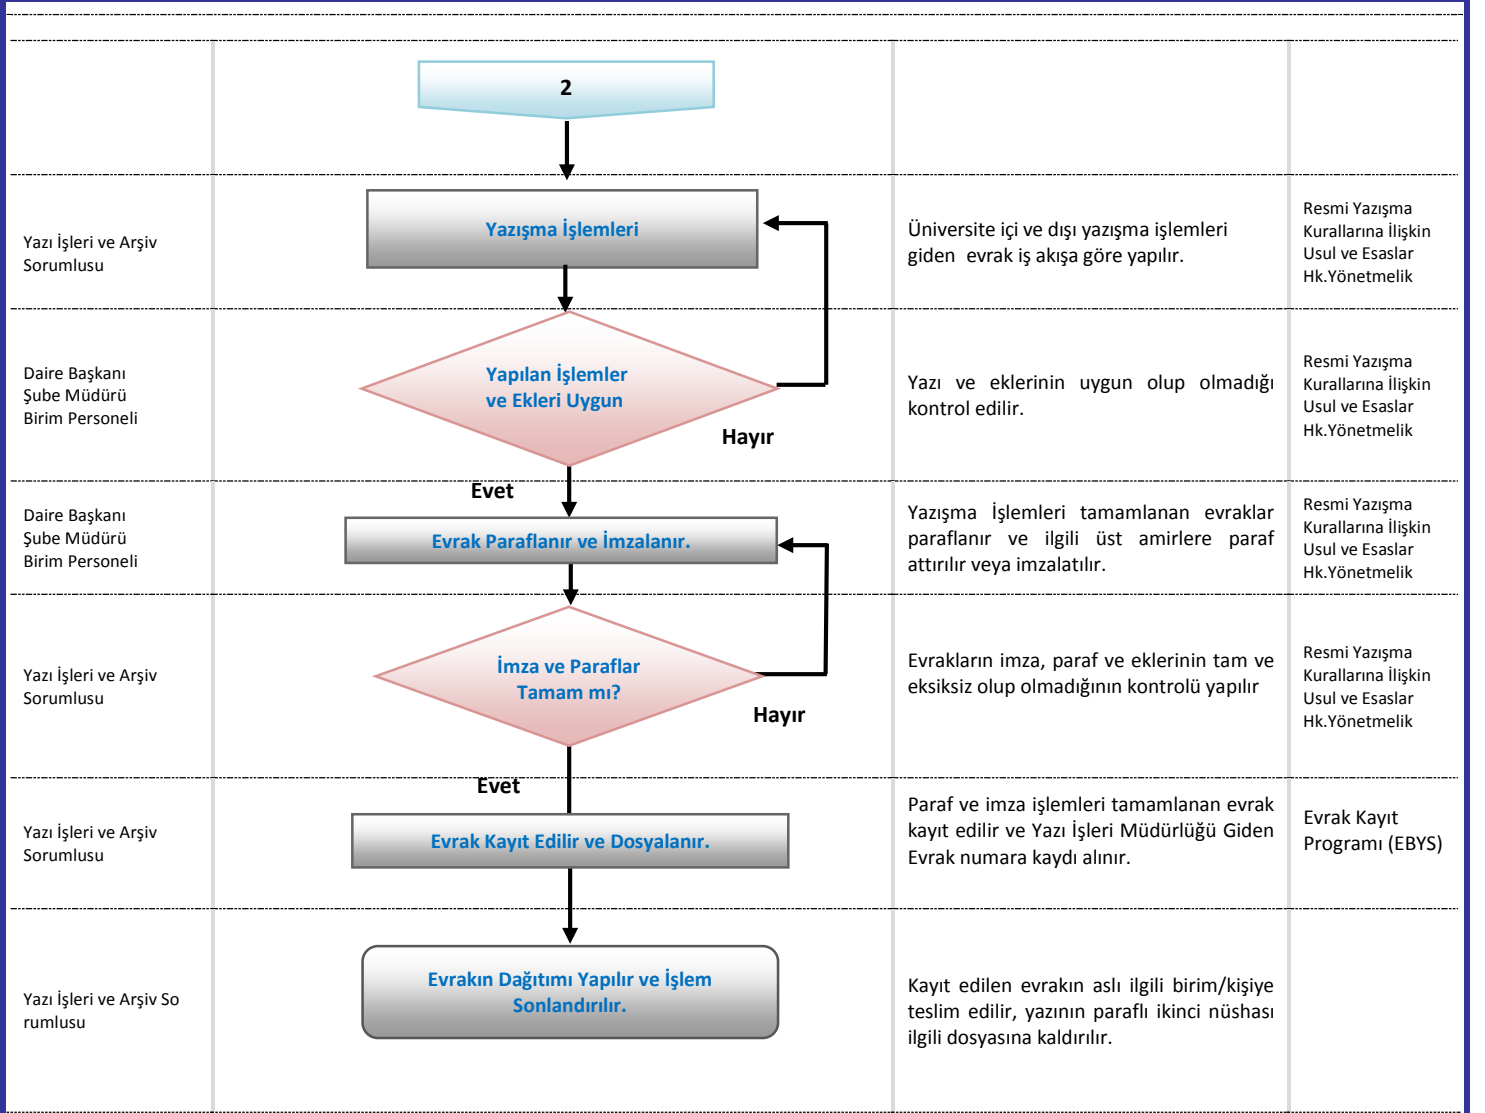 2
Yazı İşleri ve Arşiv
Sorumlusu
Yazışma İşlemleri
Üniversite içi ve dışı yazışma işlemleri
giden evrak iş akışa göre yapılır.
Resmi Yazışma
Kurallarına İlişkin
Usul ve Esaslar
Hk.Yönetmelik
Daire Başkanı
Şube Müdürü
Birim Personeli
Yapılan İşlemler
ve Ekleri Uygun
Hayır
Yazı ve eklerinin uygun olup olmadığı
kontrol edilir.
Resmi Yazışma
Kurallarına İlişkin
Usul ve Esaslar
Hk.Yönetmelik
Evet
Daire Başkanı
Şube Müdürü
Birim Personeli
Evrak Paraflanır ve İmzalanır.
Yazışma İşlemleri tamamlanan evraklar
paraflanır ve ilgili üst amirlere paraf
attırılır veya imzalatılır.
Resmi Yazışma
Kurallarına İlişkin
Usul ve Esaslar
Hk.Yönetmelik
Yazı İşleri ve Arşiv
Sorumlusu
İmza ve Paraflar
Tamam mı?
Hayır
Evrakların imza, paraf ve eklerinin tam ve
eksiksiz olup olmadığının kontrolü yapılır
Resmi Yazışma
Kurallarına İlişkin
Usul ve Esaslar
Hk.Yönetmelik
Evet
Yazı İşleri ve Arşiv
Sorumlusu
Evrak Kayıt Edilir ve Dosyalanır.
Paraf ve imza işlemleri tamamlanan evrak
kayıt edilir ve Yazı İşleri Müdürlüğü Giden
Evrak numara kaydı alınır.
Evrak Kayıt
Programı (EBYS)
Yazı İşleri ve Arşiv So
rumlusu
Evrakın Dağıtımı Yapılır ve İşlem
Sonlandırılır.
Kayıt edilen evrakın aslı ilgili birim/kişiye
teslim edilir, yazının paraflı ikinci nüshası
ilgili dosyasına kaldırılır.